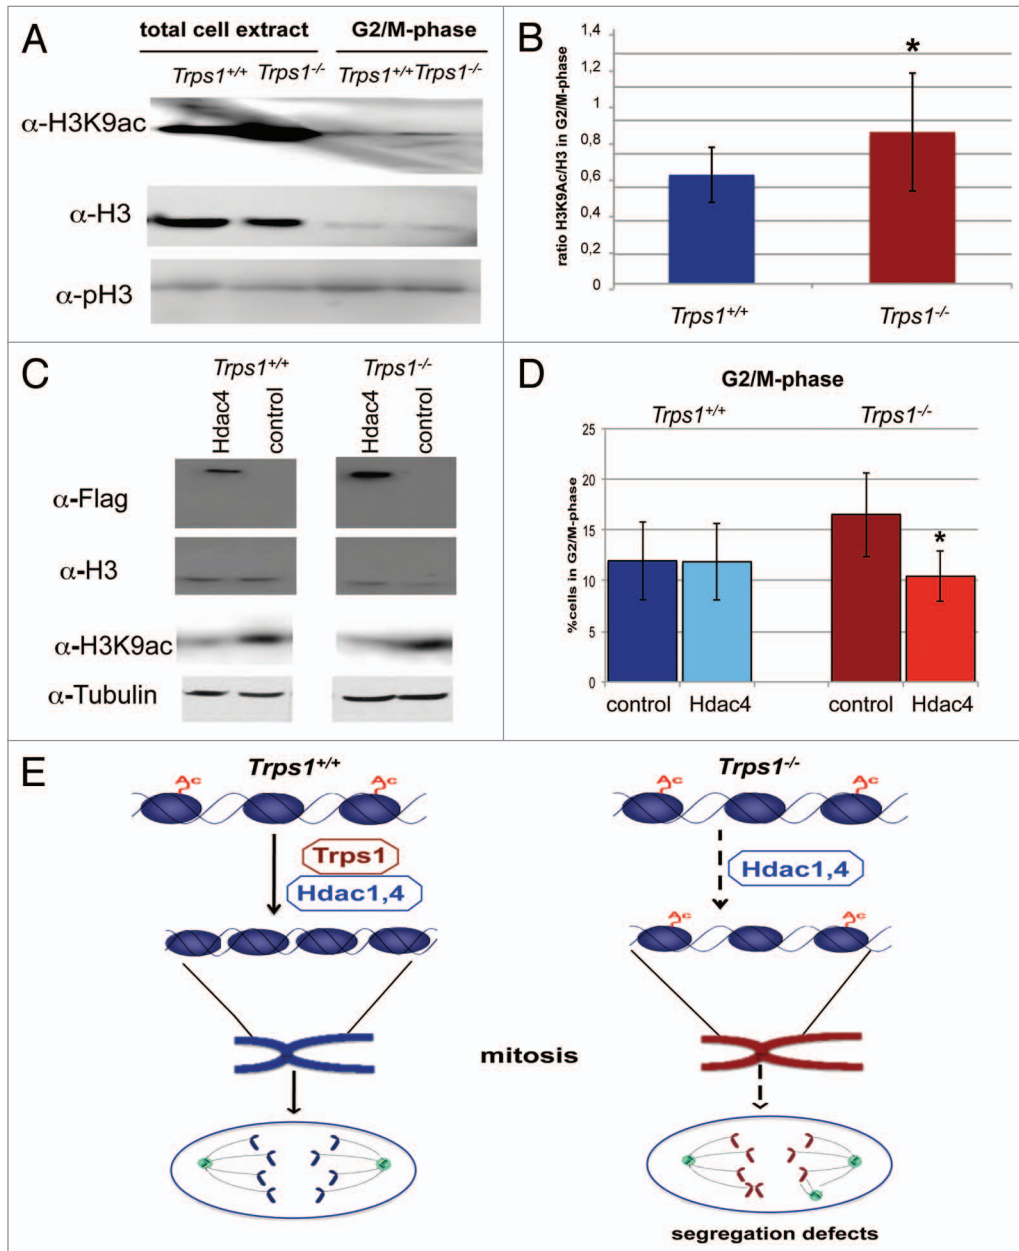 A
total cell extract G2/M-phase
Trps1+/+ Trps1-/- Trps1+/+ Trps1-/-
α-H3K9ac
α-H3
α-pH3
B
ratio H3K9Ac/H3 in G2/M-phase
1,4
1,2
1
0,8
0,6
0,4
0,2
0
*
Trps1+/+ Trps1-/-
C
Trps1+/+ Trps1-/-
Hdac4 control Hdac4 control
α-Flag
α-H3
α-H3K9ac
α-Tubulin
D
G2/M-phase
Trps1+/+ Trps1-/-
%cells in G2/M-phase
25
20
15
10
5
0
*
control Hdac4 control Hdac4
E
Trps1+/+ Trps1-/-
Ac Ac Ac Ac
Trps1
Hdac1,4 Hdac1,4
Ac Ac
mitosis
segregation defects